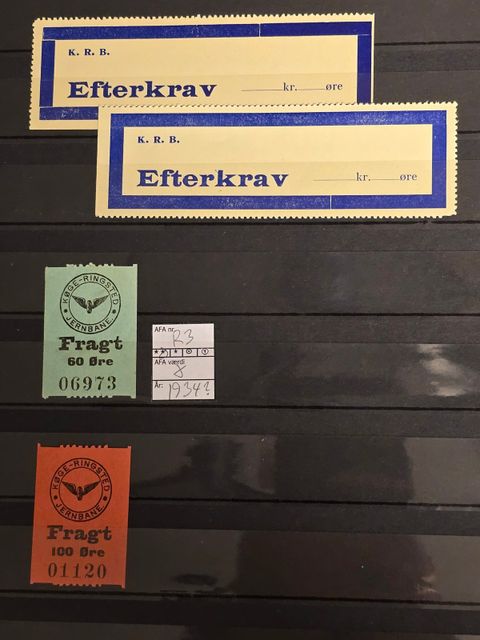 K. R. B.
Efterkrav kr. øre
K. R. B.
Efterkrav kr. øre
KØGE-RINGSTED
JERNBANE
Fragt
60 Øre
06973
AFA nr.
R3
AFA værdi
År: 1934?
KØGE-RINGSTED
JERNBANE
Fragt
100 Øre
01120